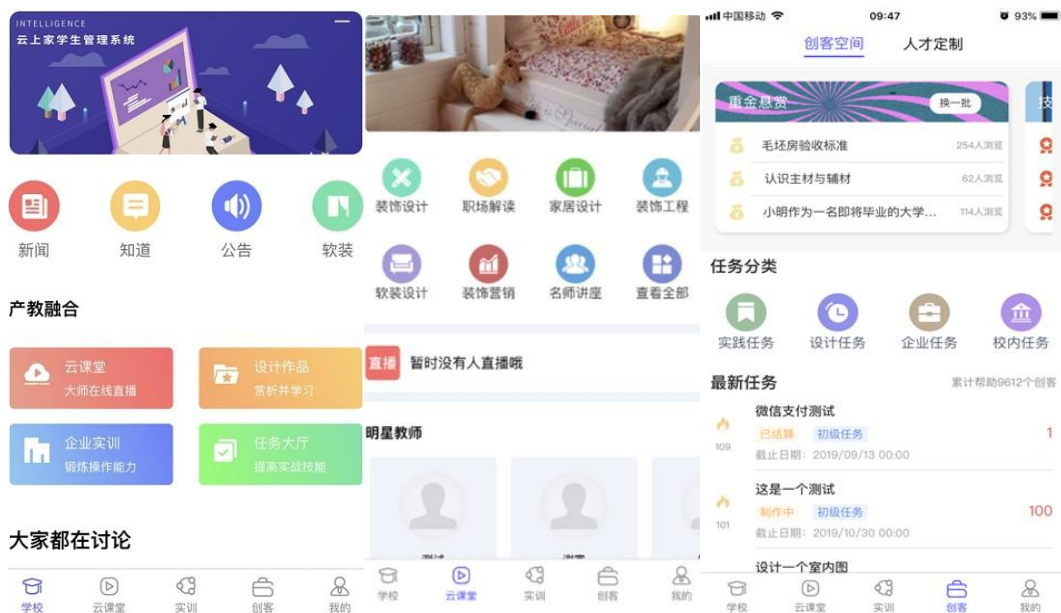 INTELLIGENCE
云上家学生管理系统
新闻
知道
公告
软装
产教融合
云课堂
大师在线直播
设计作品
赏析并学习
企业实训
锻炼操作能力
任务大厅
提高实战技能
大家都在讨论
学校
云课堂
实训
创客
我的
装饰设计
职场解读
家居设计
装饰工程
软装设计
装饰营销
名师讲座
查看全部
直播
暂时没有人直播哦
明星教师
学校
云课堂
实训
创客
我的
中国移动
09:47
93%
创客空间
人才定制
重金悬赏
换一批
技
毛坯房验收标准
254人浏览
认识主材与辅材
62人浏览
小明作为一名即将毕业的大学...
114人浏览
任务分类
实践任务
设计任务
企业任务
校内任务
最新任务
累计帮助9612个创客
微信支付测试
109
已结算
初级任务
1
截止日期：2019/09/13 00:00
这是一个测试
101
制作中
初级任务
100
截止日期：2019/10/30 00:00
设计一个室内图
学校
云课堂
实训
创客
我的